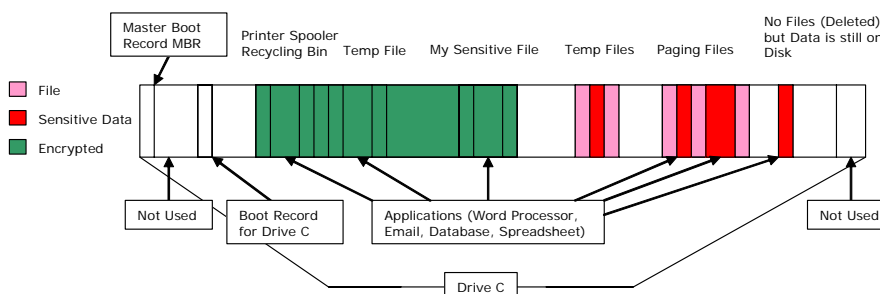 Master Boot
Record MBR
Printer Spooler
Recycling Bin
Temp File
My Sensitive File
Temp Files
Paging Files
No Files (Deleted)
but Data is still on
Disk
File
Sensitive Data
Encrypted
Not Used
Boot Record
for Drive C
Applications (Word Processor,
Email, Database, Spreadsheet)
Not Used
Drive C